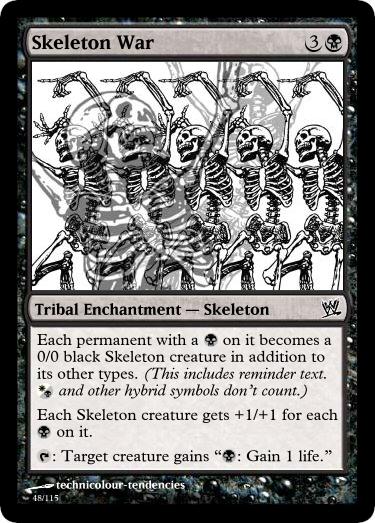 Skeleton War 3
Tribal Enchantment — Skeleton
Each permanent with a on it becomes a
0/0 black Skeleton creature in addition to
its other types. (This includes reminder text.
and other hybrid symbols don't count.)
Each Skeleton creature gets +1/+1 for each
on it.
: Target creature gains “: Gain 1 life.”
technicolour-tendencies
48/115